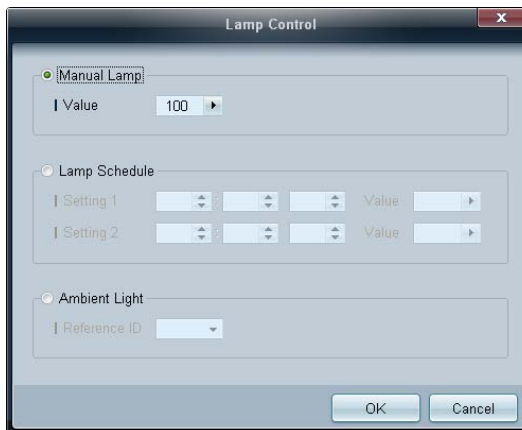 Lamp Control
x
Manual Lamp
Value 100
Lamp Schedule
Setting 1 : Value
Setting 2 : Value
Ambient Light
Reference ID
OK Cancel